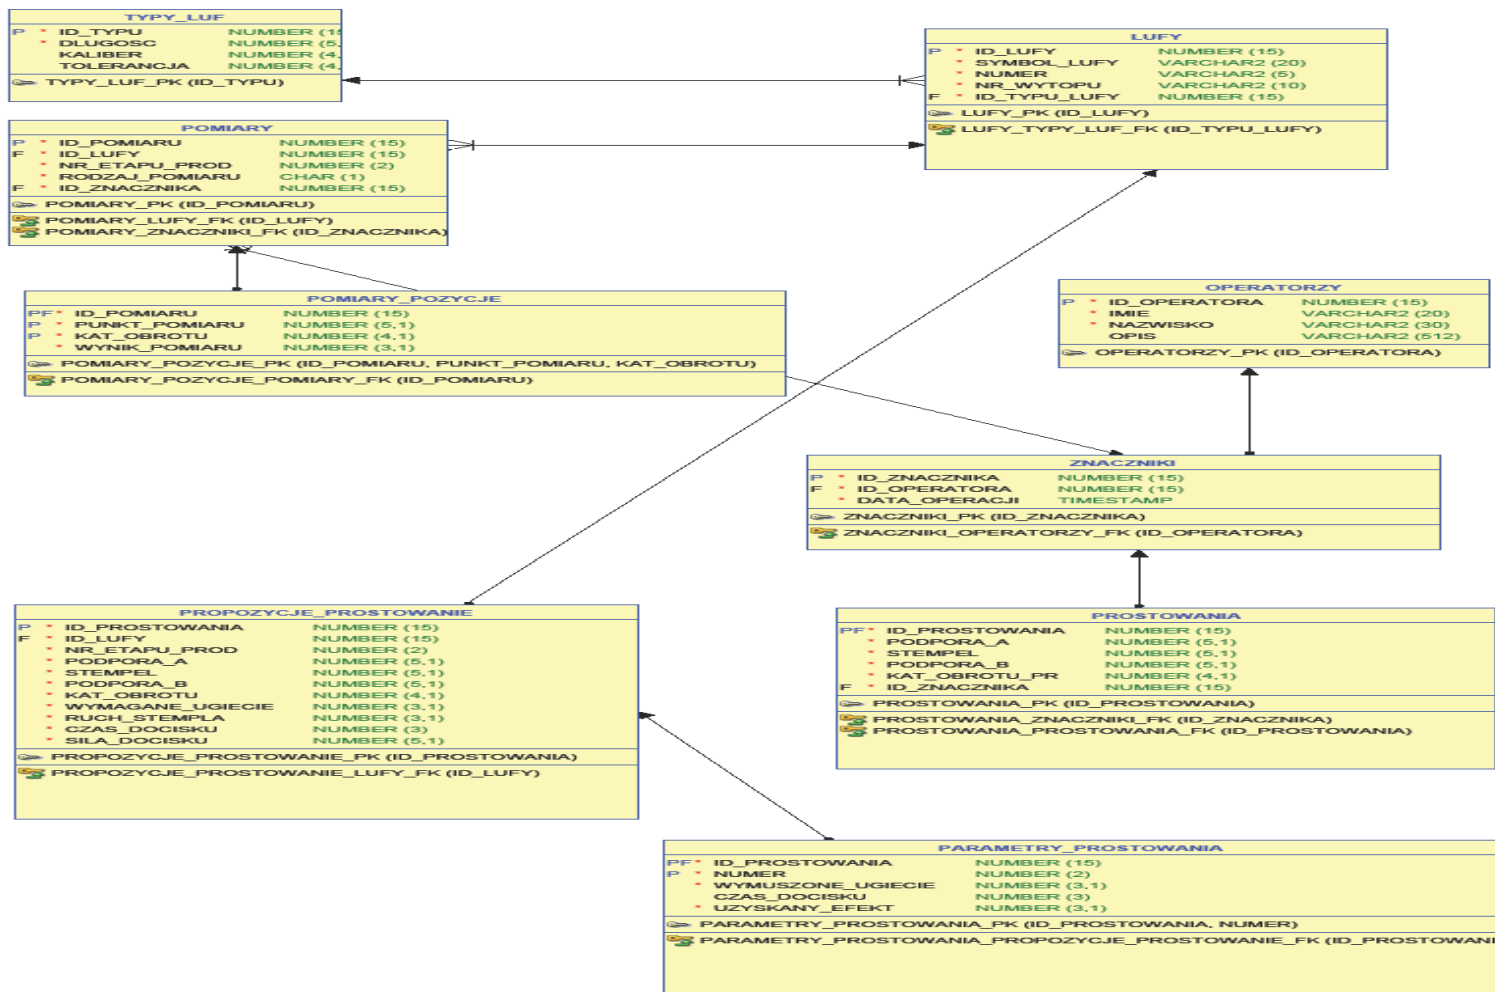 TYPY_LUF
P * ID_TYPU NUMBER (15
* DLUGOSC NUMBER (5,
KALIBER NUMBER (4,
TOLERANCJA NUMBER (4,
TYPY_LUF_PK (ID_TYPU)
LUFY
P * ID_LUFY NUMBER (15)
* SYMBOL_LUFY VARCHAR2 (20)
* NUMER VARCHAR2 (5)
* NR_WYTOPU VARCHAR2 (10)
F * ID_TYPU_LUFY NUMBER (15)
LUFY_PK (ID_LUFY)
LUFY_TYPY_LUF_FK (ID_TYPU_LUFY)
POMIARY
P * ID_POMIARU NUMBER (15)
F * ID_LUFY NUMBER (15)
* NR_ETAPU_PROD NUMBER (2)
* RODZAJ_POMIARU CHAR (1)
F * ID_ZNACZNIKA NUMBER (15)
POMIARY_PK (ID_POMIARU)
POMIARY_LUFY_FK (ID_LUFY)
POMIARY_ZNACZNIKI_FK (ID_ZNACZNIKA)
POMIARY_POZYCJE
PF * ID_POMIARU NUMBER (15)
P * PUNKT_POMIARU NUMBER (5,1)
P * KAT_OBROTU NUMBER (4,1)
* WYNIK_POMIARU NUMBER (3,1)
POMIARY_POZYCJE_PK (ID_POMIARU, PUNKT_POMIARU, KAT_OBROTU)
POMIARY_POZYCJE_POMIARY_FK (ID_POMIARU)
OPERATORZY
P * ID_OPERATORA NUMBER (15)
* IMIE VARCHAR2 (20)
* NAZWISKO VARCHAR2 (30)
OPIS VARCHAR2 (512)
OPERATORZY_PK (ID_OPERATORA)
ZNACZNIKI
P * ID_ZNACZNIKA NUMBER (15)
F * ID_OPERATORA NUMBER (15)
* DATA_OPERACJI TIMESTAMP
ZNACZNIKI_PK (ID_ZNACZNIKA)
ZNACZNIKI_OPERATORZY_FK (ID_OPERATORA)
PROPOZYCJE_PROSTOWANIE
P * ID_PROSTOWANIA NUMBER (15)
F * ID_LUFY NUMBER (15)
* NR_ETAPU_PROD NUMBER (2)
* PODPORA_A NUMBER (5,1)
* STEMPEL NUMBER (5,1)
* PODPORA_B NUMBER (5,1)
* KAT_OBROTU NUMBER (4,1)
* WYMAGANE_UGIECIE NUMBER (3,1)
* RUCH_STEMPLA NUMBER (3,1)
* CZAS_DOCISKU NUMBER (3)
* SILA_DOCISKU NUMBER (5,1)
PROPOZYCJE_PROSTOWANIE_PK (ID_PROSTOWANIA)
PROPOZYCJE_PROSTOWANIE_LUFY_FK (ID_LUFY)
PROSTOWANIA
PF * ID_PROSTOWANIA NUMBER (15)
* PODPORA_A NUMBER (5,1)
* STEMPEL NUMBER (5,1)
* PODPORA_B NUMBER (5,1)
* KAT_OBROTU_PR NUMBER (4,1)
F * ID_ZNACZNIKA NUMBER (15)
PROSTOWANIA_PK (ID_PROSTOWANIA)
PROSTOWANIA_ZNACZNIKI_FK (ID_ZNACZNIKA)
PROSTOWANIA_PROSTOWANIA_FK (ID_PROSTOWANIA)
PARAMETRY_PROSTOWANIA
PF * ID_PROSTOWANIA NUMBER (15)
P * NUMER NUMBER (2)
* WYMUSZONE_UGIECIE NUMBER (3,1)
CZAS_DOCISKU NUMBER (3)
* UZYSKANY_EFEKT NUMBER (3,1)
PARAMETRY_PROSTOWANIA_PK (ID_PROSTOWANIA, NUMER)
PARAMETRY_PROSTOWANIA_PROPOZYCJE_PROSTOWANIE_FK (ID_PROSTOWANI